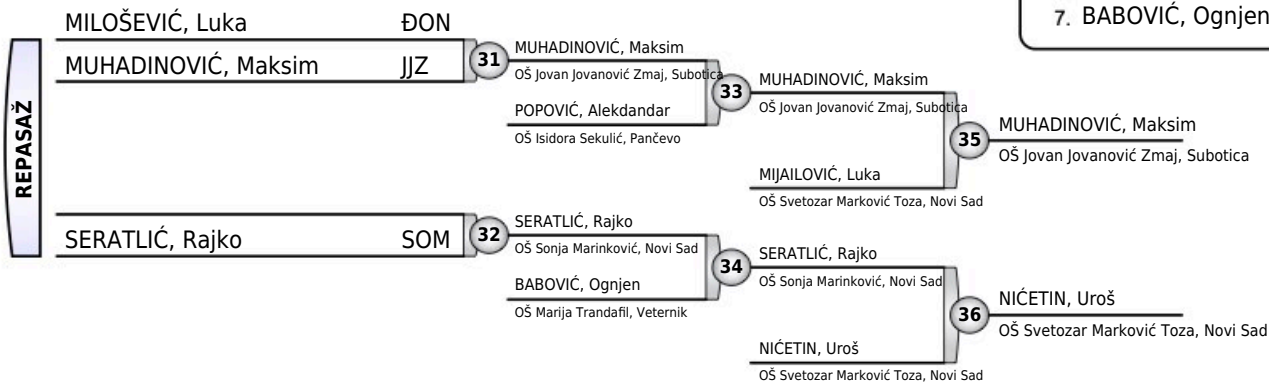 7. BABOVIĆ, Ognjen
REPASAŽ
MILOŠEVIĆ, Luka ĐON
MUHADINOVIĆ, Maksim JJZ
31
MUHADINOVIĆ, Maksim
OŠ Jovan Jovanović Zmaj, Subotica
POPOVIĆ, Alekdandar
OŠ Isidora Sekulić, Pančevo
33
MUHADINOVIĆ, Maksim
OŠ Jovan Jovanović Zmaj, Subotica
MIJAILOVIĆ, Luka
OŠ Svetozar Marković Toza, Novi Sad
35
MUHADINOVIĆ, Maksim
OŠ Jovan Jovanović Zmaj, Subotica
SERATLIĆ, Rajko SOM
32
SERATLIĆ, Rajko
OŠ Sonja Marinković, Novi Sad
BABOVIĆ, Ognjen
OŠ Marija Trandafil, Veternik
34
SERATLIĆ, Rajko
OŠ Sonja Marinković, Novi Sad
NIĆETIN, Uroš
OŠ Svetozar Marković Toza, Novi Sad
36
NIĆETIN, Uroš
OŠ Svetozar Marković Toza, Novi Sad